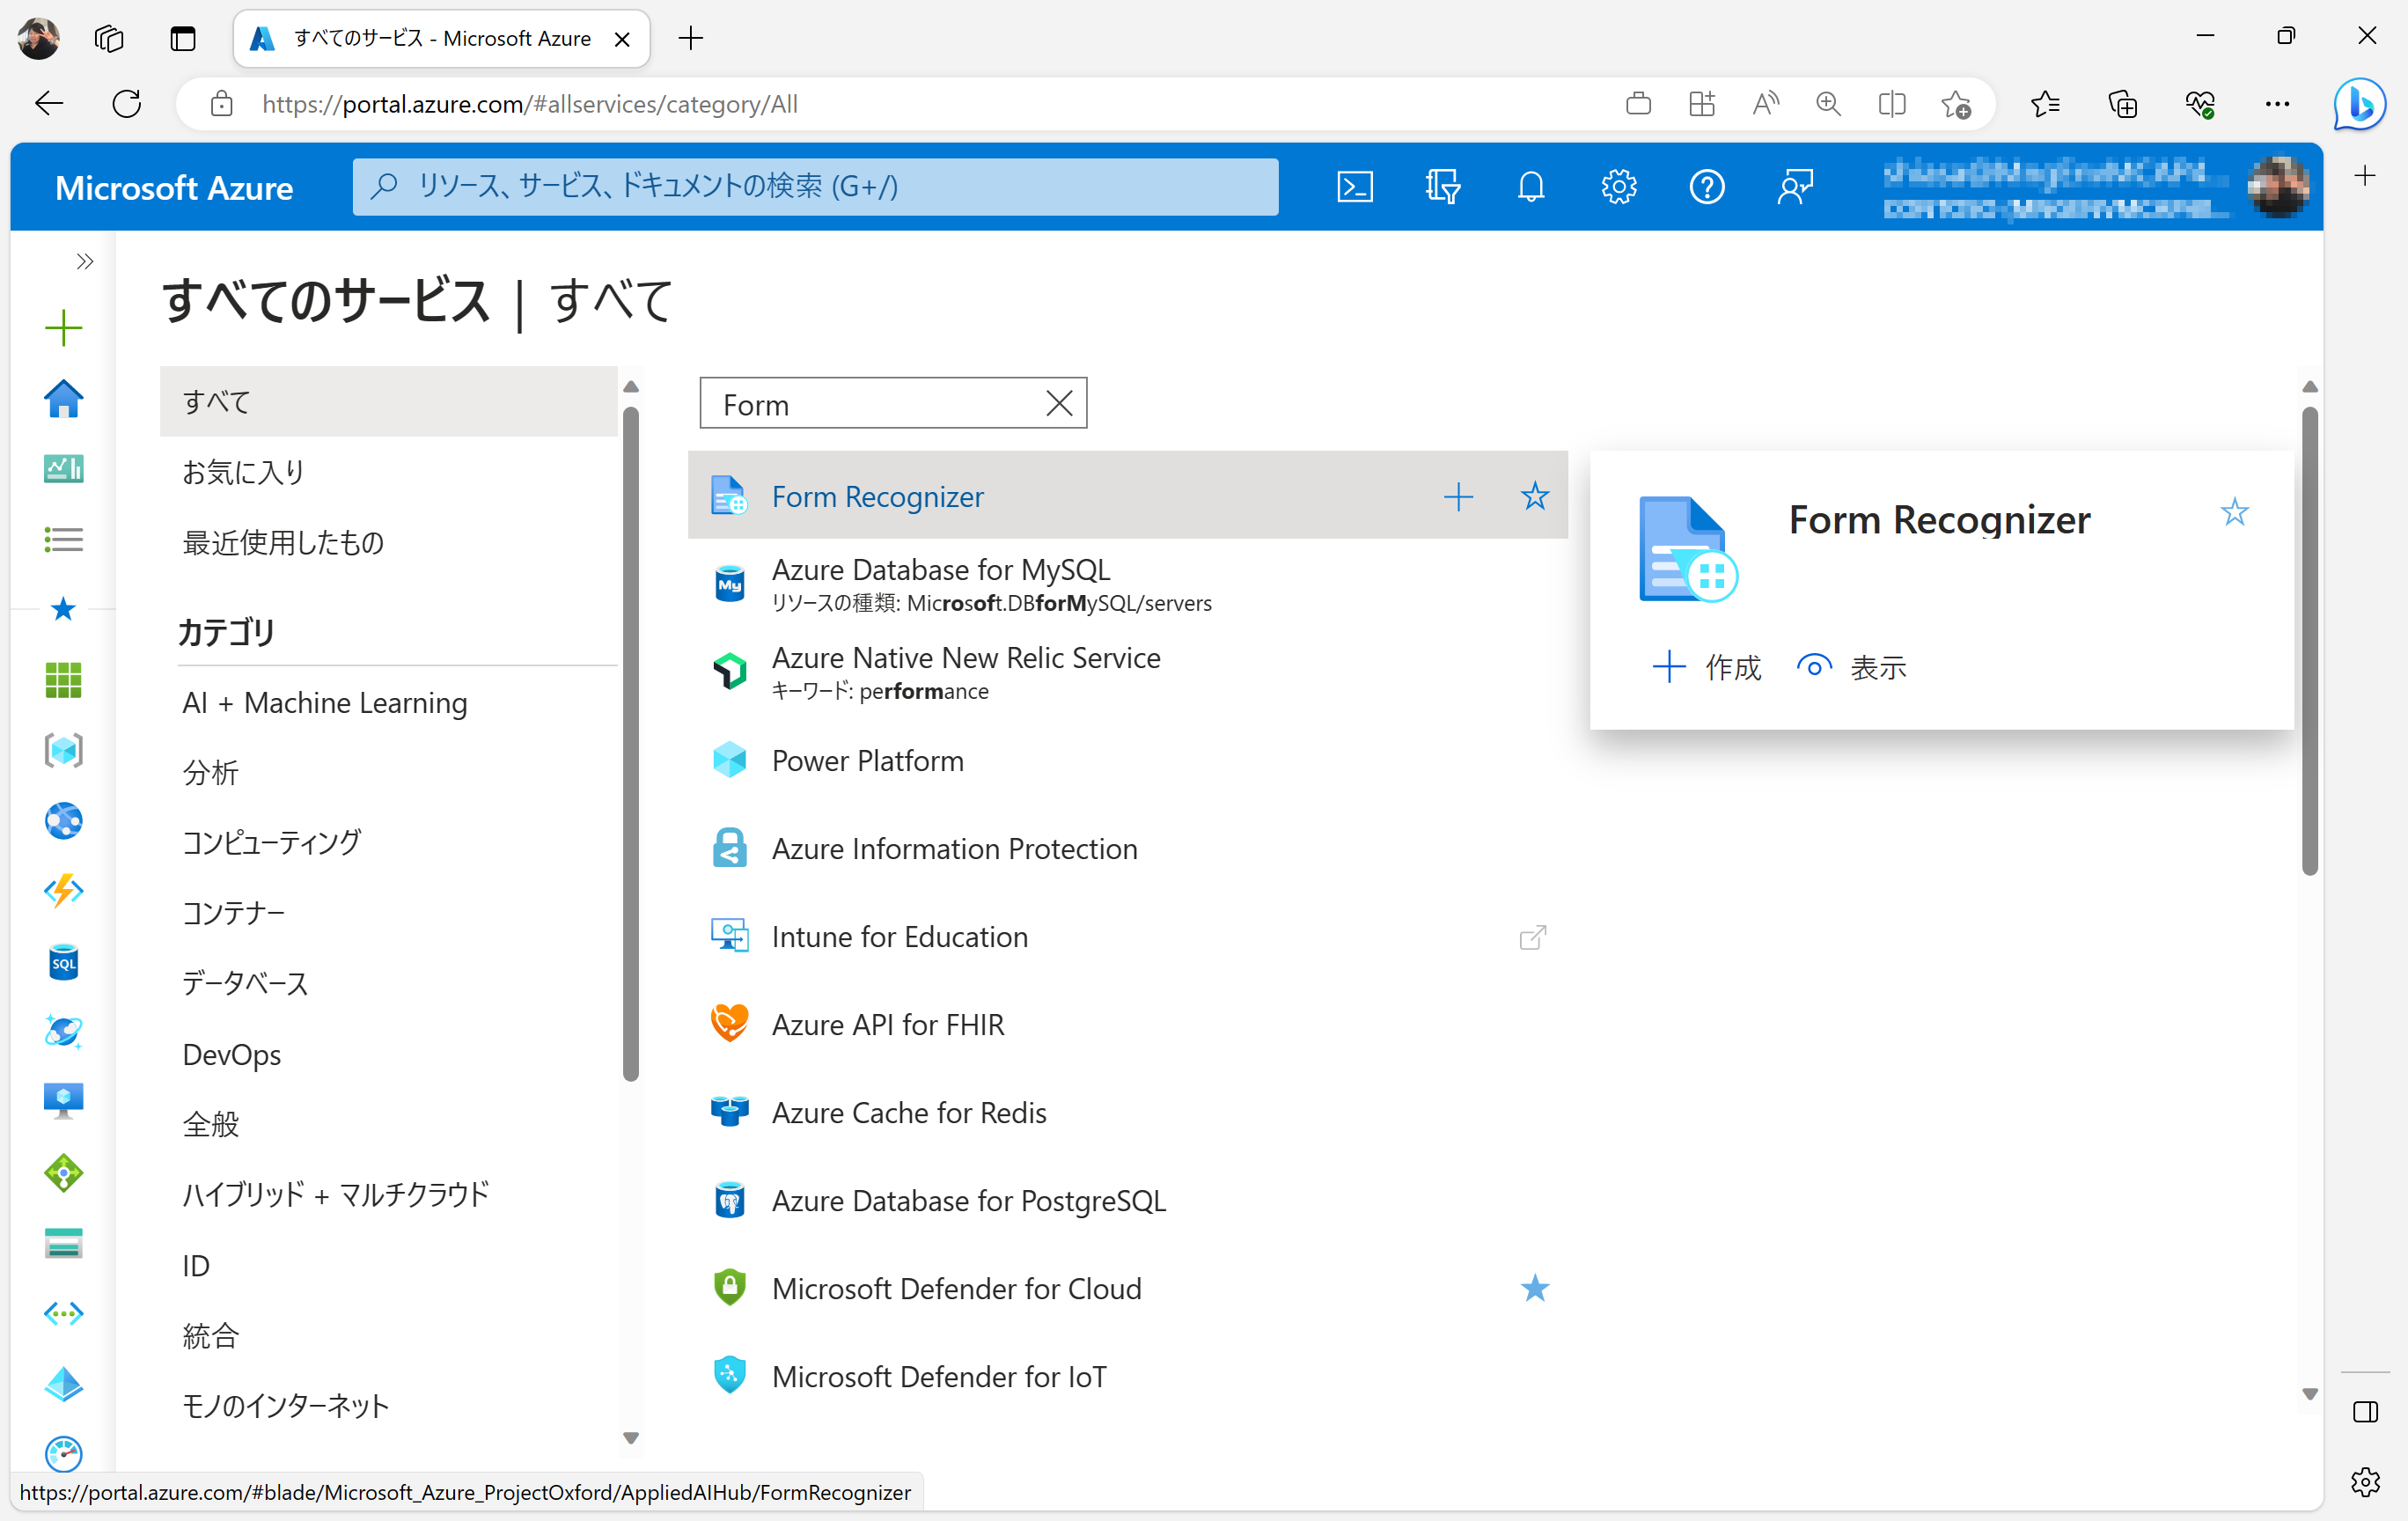 すべてのサービス - Microsoft Azure
https://portal.azure.com/#allservices/category/All
Microsoft Azure
リソース、サービス、ドキュメントの検索 (G+/)
すべてのサービス | すべて
すべて
お気に入り
最近使用したもの
カテゴリ
AI + Machine Learning
分析
コンピューティング
コンテナー
データベース
DevOps
全般
ハイブリッド + マルチクラウド
ID
統合
モノのインターネット
Form
Form Recognizer
Azure Database for MySQL
リソースの種類: Microsoft.DBforMySQL/servers
Azure Native New Relic Service
キーワード: performance
Power Platform
Azure Information Protection
Intune for Education
Azure API for FHIR
Azure Cache for Redis
Azure Database for PostgreSQL
Microsoft Defender for Cloud
Microsoft Defender for IoT
Form Recognizer
作成 表示
SQL
My
https://portal.azure.com/#blade/Microsoft_Azure_ProjectOxford/AppliedAIHub/FormRecognizer